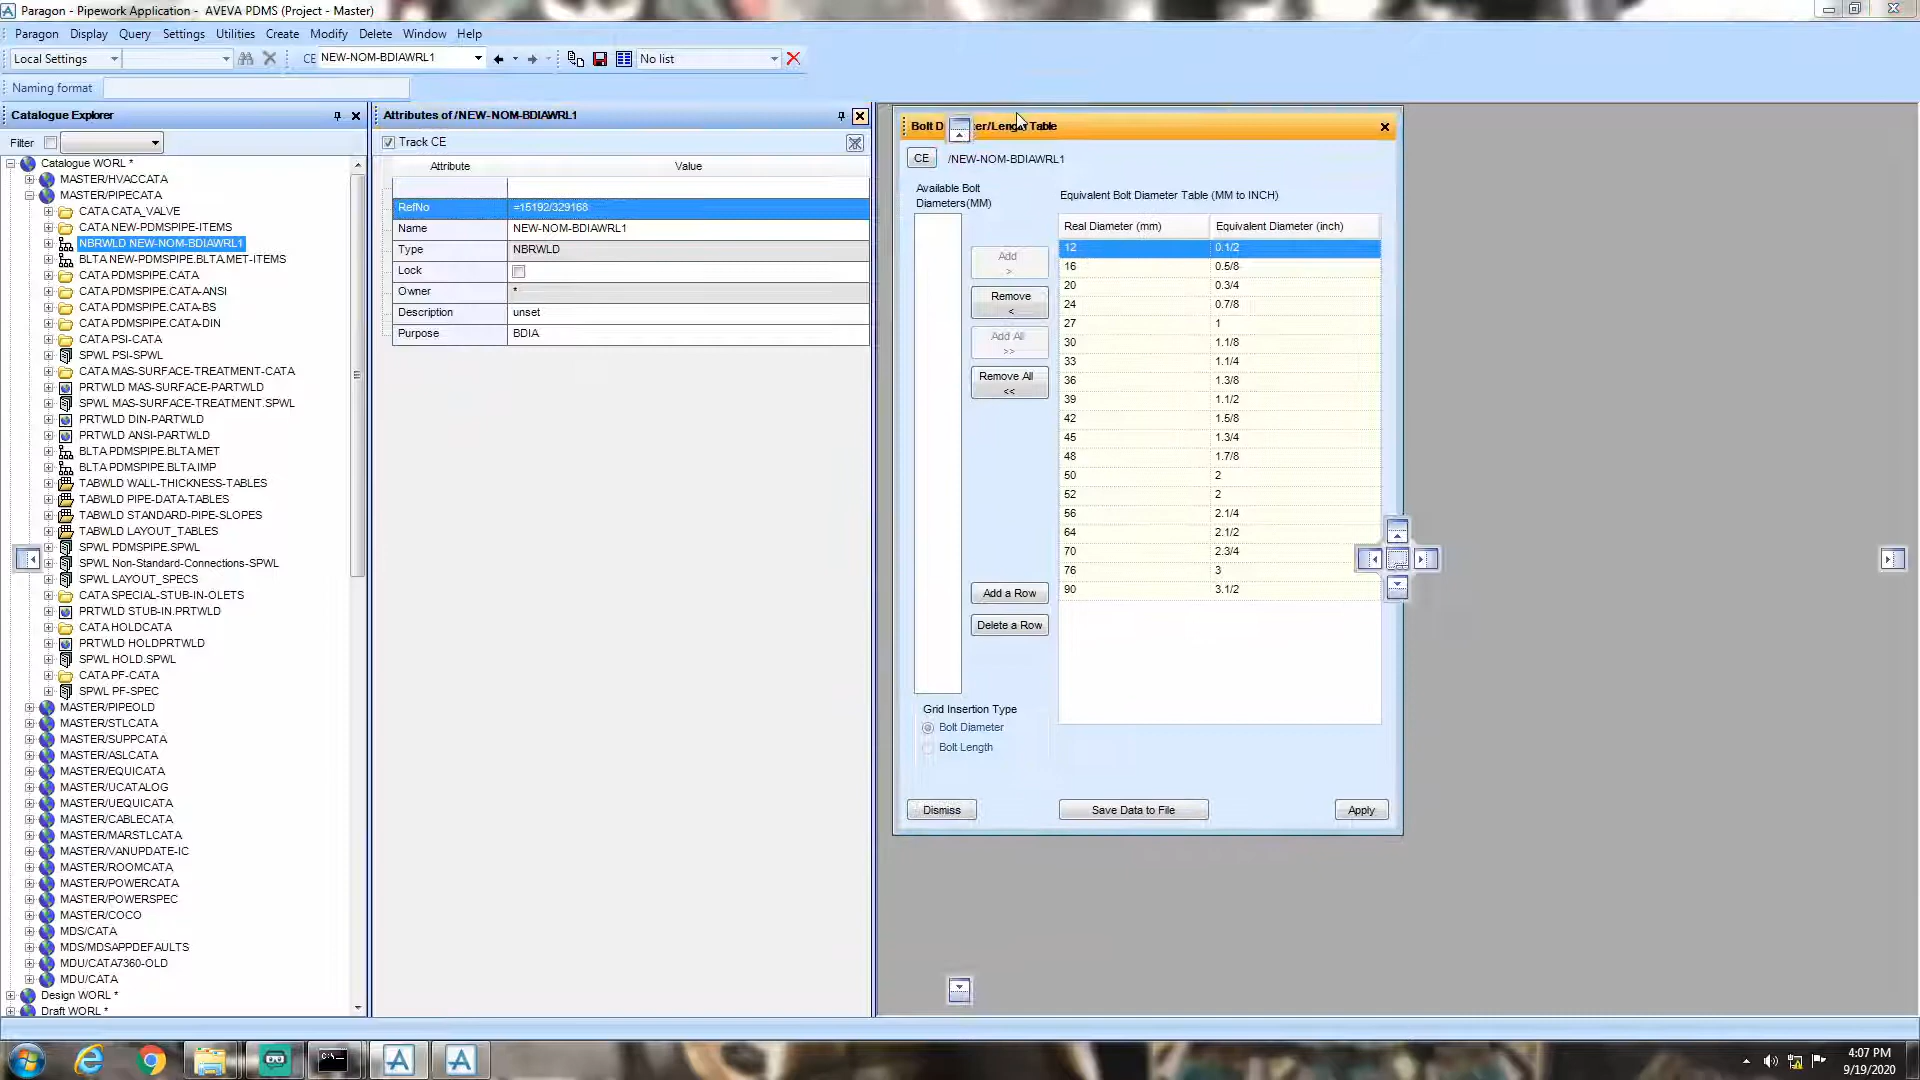 Paragon - Pipework Application - AVEVA PDMS (Project - Master)
Paragon Display Query Settings Utilities Create Modify Delete Window Help
Local Settings CE NEW-NOM-BDIAWRL1 No list
Naming format
Catalogue Explorer
Filter
Catalogue WORL *
MASTER/HVACCATA
MASTER/PIPECATA
CATA CATA_VALVE
CATA NEW-PDMSPIPE-ITEMS
NBRWLD NEW-NOM-BDIAWRL1
BLTA NEW-PDMSPIPE.BLTA.MET-ITEMS
CATA PDMSPIPE.CATA
CATA PDMSPIPE.CATA-ANSI
CATA PDMSPIPE.CATA-BS
CATA PDMSPIPE.CATA-DIN
CATA PSI-CATA
SPWL PSI-SPWL
CATA MAS-SURFACE-TREATMENT-CATA
PRTWLD MAS-SURFACE-PARTWLD
SPWL MAS-SURFACE-TREATMENT.SPWL
PRTWLD DIN-PARTWLD
PRTWLD ANSI-PARTWLD
BLTA PDMSPIPE.BLTA.MET
BLTA PDMSPIPE.BLTA.IMP
TABWLD WALL-THICKNESS-TABLES
TABWLD PIPE-DATA-TABLES
TABWLD STANDARD-PIPE-SLOPES
TABWLD LAYOUT_TABLES
SPWL PDMSPIPE.SPWL
SPWL Non-Standard-Connections-SPWL
SPWL LAYOUT_SPECS
CATA SPECIAL-STUB-IN-OLETS
PRTWLD STUB-IN.PRTWLD
CATA HOLDCATA
PRTWLD HOLDPRTWLD
SPWL HOLD.SPWL
CATA PF-CATA
SPWL PF-SPEC
MASTER/PIPEOLD
MASTER/STLCATA
MASTER/SUPPCATA
MASTER/ASLCATA
MASTER/EQUICATA
MASTER/UCATALOG
MASTER/UEQUICATA
MASTER/CABLECATA
MASTER/MARSTLCATA
MASTER/VANUPDATE-IC
MASTER/ROOMCATA
MASTER/POWERCATA
MASTER/POWERSPEC
MASTER/COCO
MDS/CATA
MDS/MDSAPPDEFAULTS
MDU/CATA7360-OLD
MDU/CATA
Design WORL *
Draft WORL *
Attributes of /NEW-NOM-BDIAWRL1
Track CE
Attribute Value
RefNo =15192/329168
Name NEW-NOM-BDIAWRL1
Type NBRWLD
Lock
Owner *
Description unset
Purpose BDIA
Bolt D er/Leng Table
CE /NEW-NOM-BDIAWRL1
Available Bolt
Diameters(MM)
Add
>
Remove
<
Add All
>>
Remove All
<<
Add a Row
Delete a Row
Equivalent Bolt Diameter Table (MM to INCH)
Real Diameter (mm) Equivalent Diameter (inch)
12 0.1/2
16 0.5/8
20 0.3/4
24 0.7/8
27 1
30 1.1/8
33 1.1/4
36 1.3/8
39 1.1/2
42 1.5/8
45 1.3/4
48 1.7/8
50 2
52 2
56 2.1/4
64 2.1/2
70 2.3/4
76 3
90 3.1/2
Grid Insertion Type
Bolt Diameter
Bolt Length
Dismiss Save Data to File Apply
4:07 PM
9/19/2020